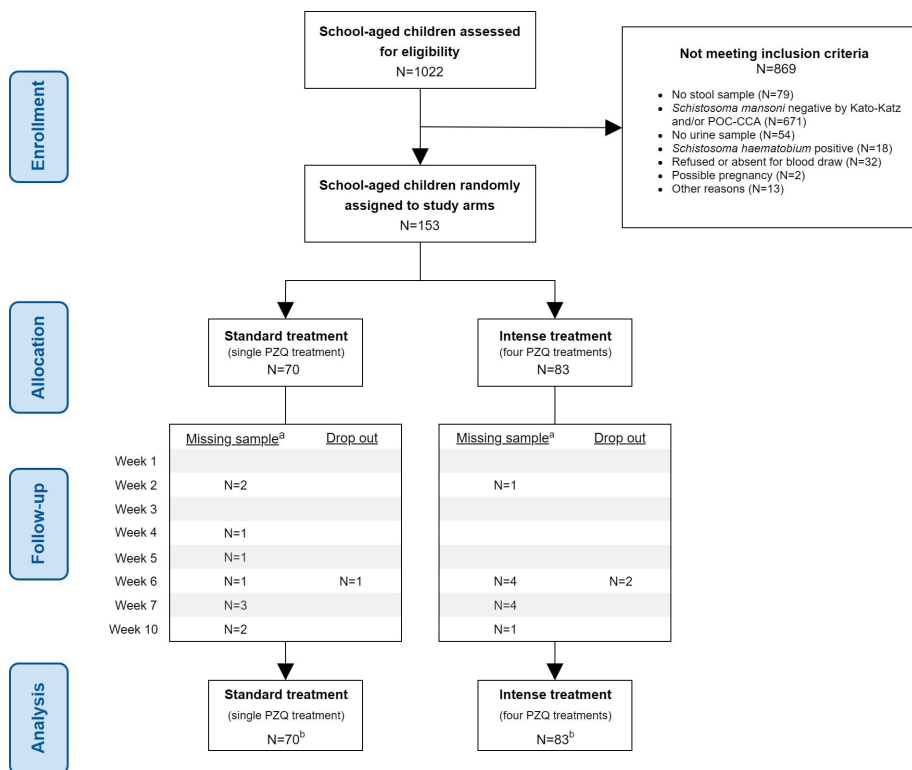 Enrollment
School-aged children assessed
for eligibility
N=1022
Not meeting inclusion criteria
N=869
• No stool sample (N=79)
• Schistosoma mansoni negative by Kato-Katz
and/or POC-CCA (N=671)
• No urine sample (N=54)
• Schistosoma haematobium positive (N=18)
• Refused or absent for blood draw (N=32)
• Possible pregnancy (N=2)
• Other reasons (N=13)
School-aged children randomly
assigned to study arms
N=153
Allocation
Standard treatment
(single PZQ treatment)
N=70
Intense treatment
(four PZQ treatments)
N=83
Follow-up
Missing sampleᵃ Drop out Missing sampleᵃ Drop out
Week 1
Week 2 N=2 N=1
Week 3
Week 4 N=1
Week 5 N=1
Week 6 N=1 N=1 N=4 N=2
Week 7 N=3 N=4
Week 10 N=2 N=1
Analysis
Standard treatment
(single PZQ treatment)
N=70ᵇ
Intense treatment
(four PZQ treatments)
N=83ᵇ